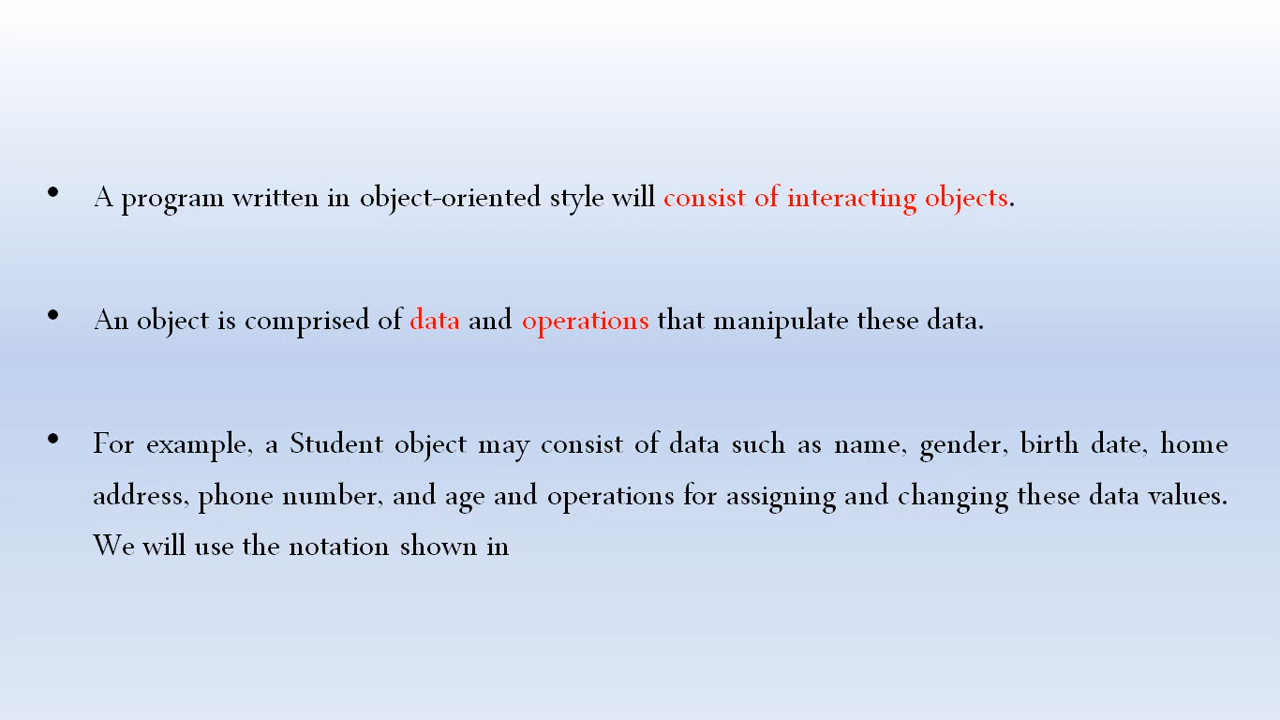 • A program written in object-oriented style will consist of interacting objects.
• An object is comprised of data and operations that manipulate these data.
• For example, a Student object may consist of data such as name, gender, birth date, home
address, phone number, and age and operations for assigning and changing these data values.
We will use the notation shown in